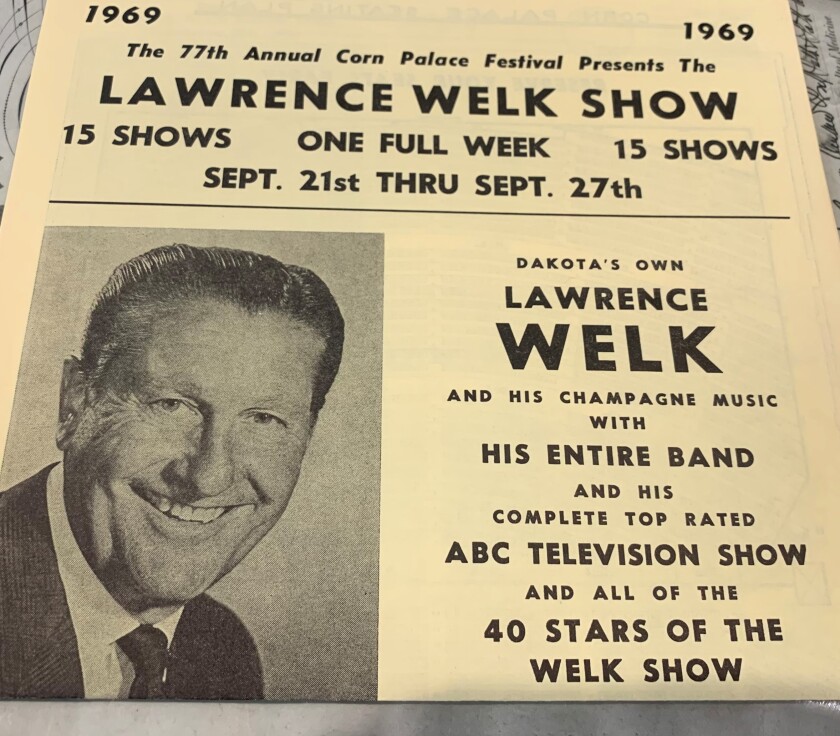 1969 1969
The 77th Annual Corn Palace Festival Presents The
LAWRENCE WELK SHOW
15 SHOWS ONE FULL WEEK 15 SHOWS
SEPT. 21st THRU SEPT. 27th
DAKOTA'S OWN
LAWRENCE
WELK
AND HIS CHAMPAGNE MUSIC
WITH
HIS ENTIRE BAND
AND HIS
COMPLETE TOP RATED
ABC TELEVISION SHOW
AND ALL OF THE
40 STARS OF THE
WELK SHOW